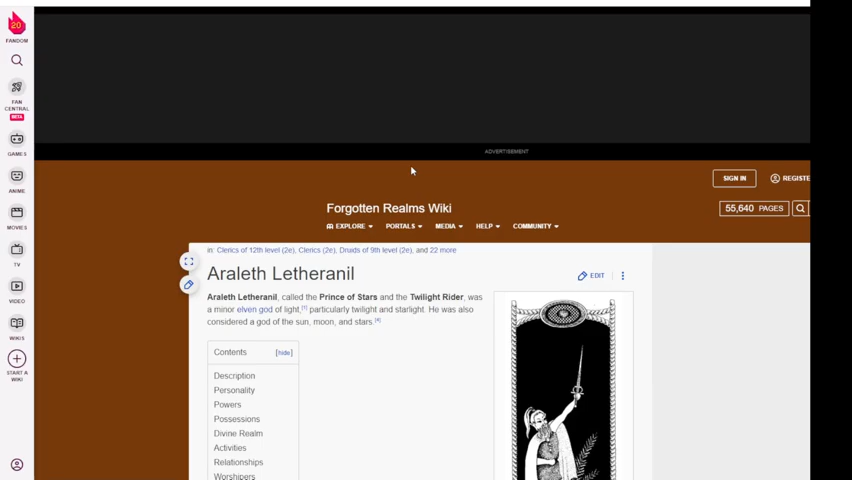 20
FANDOM
FAN
CENTRAL
BETA
GAMES
ANIME
MOVIES
TV
VIDEO
WIKIS
START A
WIKI
ADVERTISEMENT
SIGN IN
REGISTE
Forgotten Realms Wiki
55,640 PAGES
EXPLORE PORTALS MEDIA HELP COMMUNITY
in: Clerics of 12th level (2e), Clerics (2e), Druids of 9th level (2e), and 22 more
Araleth Letheranil
EDIT
Araleth Letheranil, called the Prince of Stars and the Twilight Rider, was
a minor elven god of light,[1] particularly twilight and starlight. He was also
considered a god of the sun, moon, and stars.[4]
Contents [hide]
Description
Personality
Powers
Possessions
Divine Realm
Activities
Relationships
Worshipers